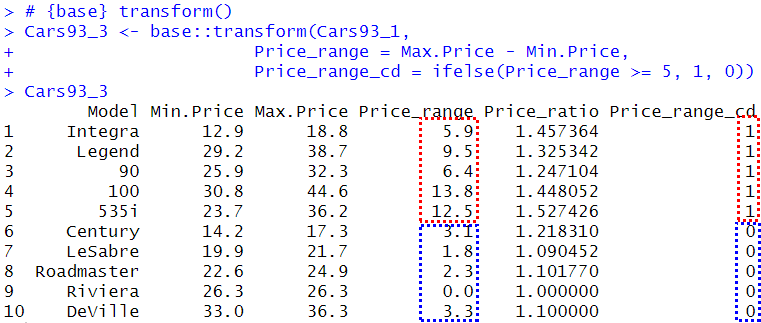 > # {base} transform()
> Cars93_3 <- base::transform(Cars93_1,
+ Price_range = Max.Price - Min.Price,
+ Price_range_cd = ifelse(Price_range >= 5, 1, 0))
> Cars93_3
Model Min.Price Max.Price Price_range Price_ratio Price_range_cd
1 Integra 12.9 18.8 5.9 1.457364 1
2 Legend 29.2 38.7 9.5 1.325342 1
3 90 25.9 32.3 6.4 1.247104 1
4 100 30.8 44.6 13.8 1.448052 1
5 535i 23.7 36.2 12.5 1.527426 1
6 Century 14.2 17.3 3.1 1.218310 0
7 LeSabre 19.9 21.7 1.8 1.090452 0
8 Roadmaster 22.6 24.9 2.3 1.101770 0
9 Riviera 26.3 26.3 0.0 1.000000 0
10 DeVille 33.0 36.3 3.3 1.100000 0